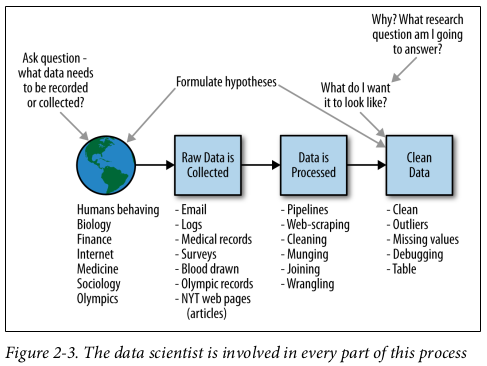 Why? What research
question am I going
to answer?
Ask question -
what data needs
to be recorded
or collected?
Formulate hypotheses
What do I want
it to look like?
Raw Data is
Collected
Data is
Processed
Clean
Data
Humans behaving
Biology
Finance
Internet
Medicine
Sociology
Olympics
- Email
- Logs
- Medical records
- Surveys
- Blood drawn
- Olympic records
- NYT web pages
(articles)
- Pipelines
- Web-scraping
- Cleaning
- Munging
- Joining
- Wrangling
- Clean
- Outliers
- Missing values
- Debugging
- Table
Figure 2-3. The data scientist is involved in every part of this process